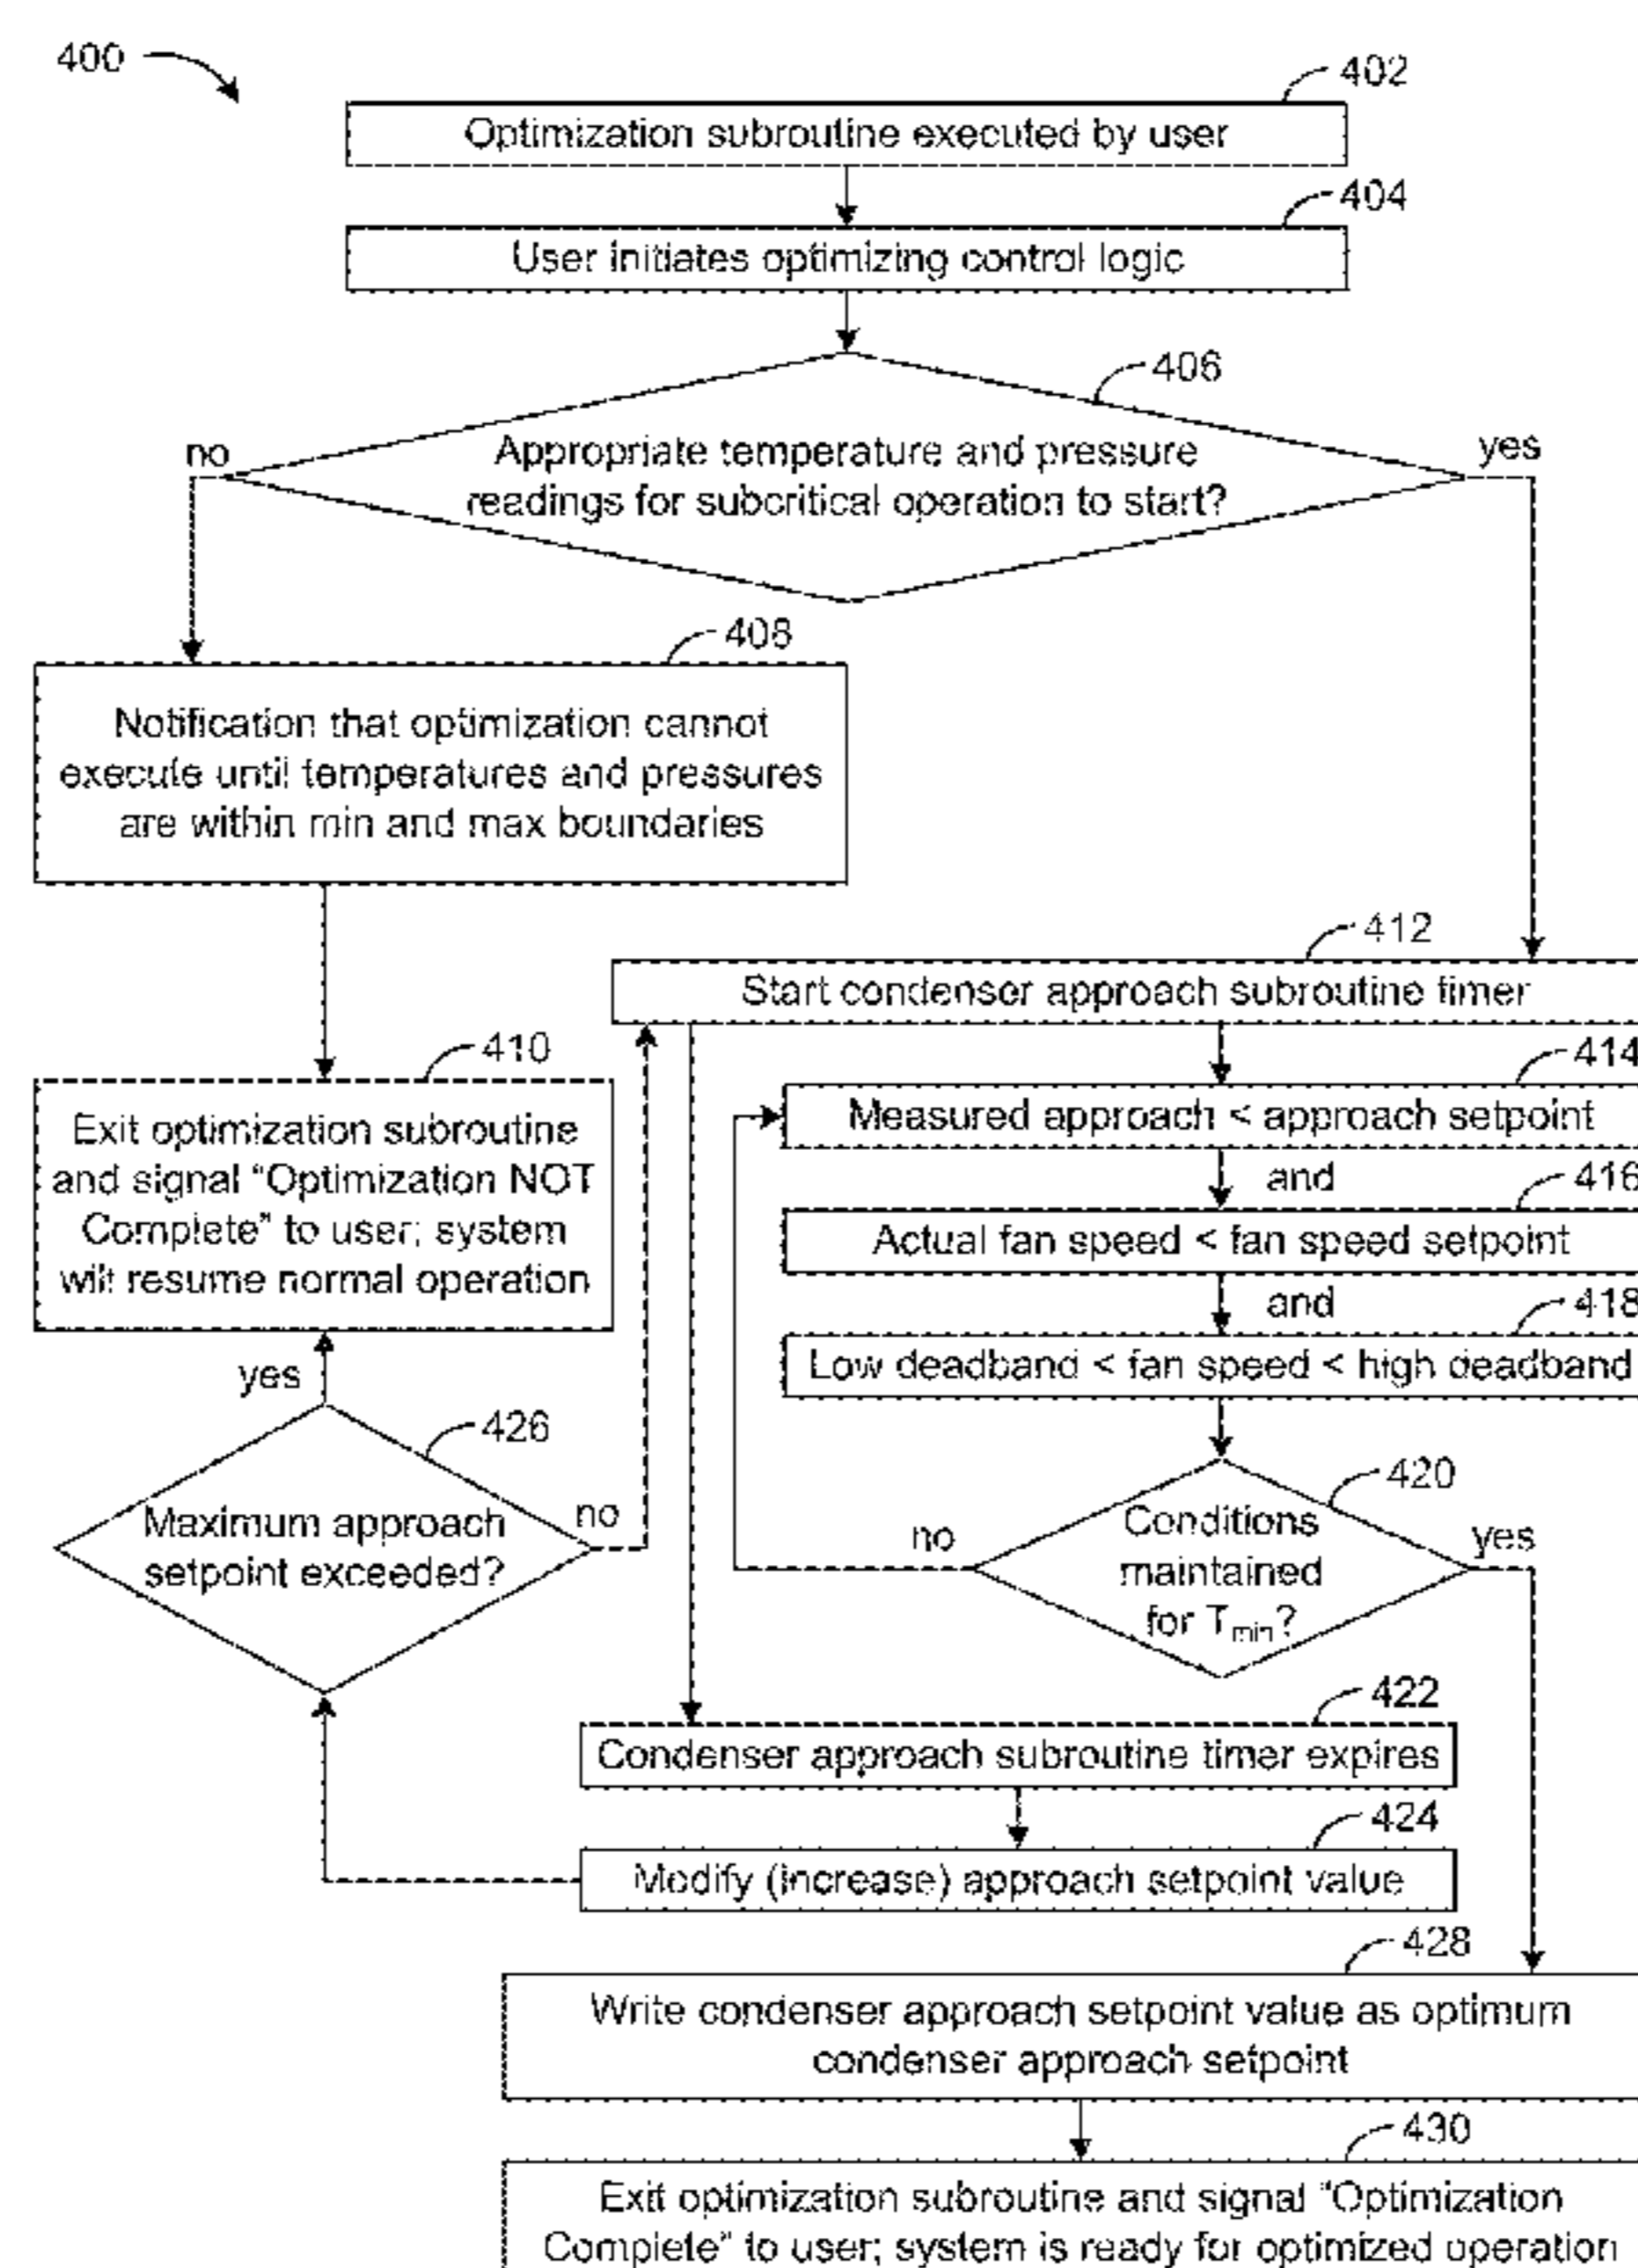 400
402
Optimization subroutine executed by user
404
User initiates optimizing control logic
406
no
yes
Appropriate temperature and pressure
readings for subcritical operation to start?
408
Notification that optimization cannot
execute until temperatures and pressures
are within min and max boundaries
412
Start condenser approach subroutine timer
410
Exit optimization subroutine
and signal "Optimization NOT
Complete" to user; system
will resume normal operation
414
Measured approach < approach setpoint
and
416
Actual fan speed < fan speed setpoint
and
418
Low deadband < fan speed < high deadband
yes
426
Maximum approach
setpoint exceeded?
no
420
no
Conditions
maintained
for Tmin?
yes
422
Condenser approach subroutine timer expires
424
Modify (increase) approach setpoint value
428
Write condenser approach setpoint value as optimum
condenser approach setpoint
430
Exit optimization subroutine and signal "Optimization
Complete" to user; system is ready for optimized operation